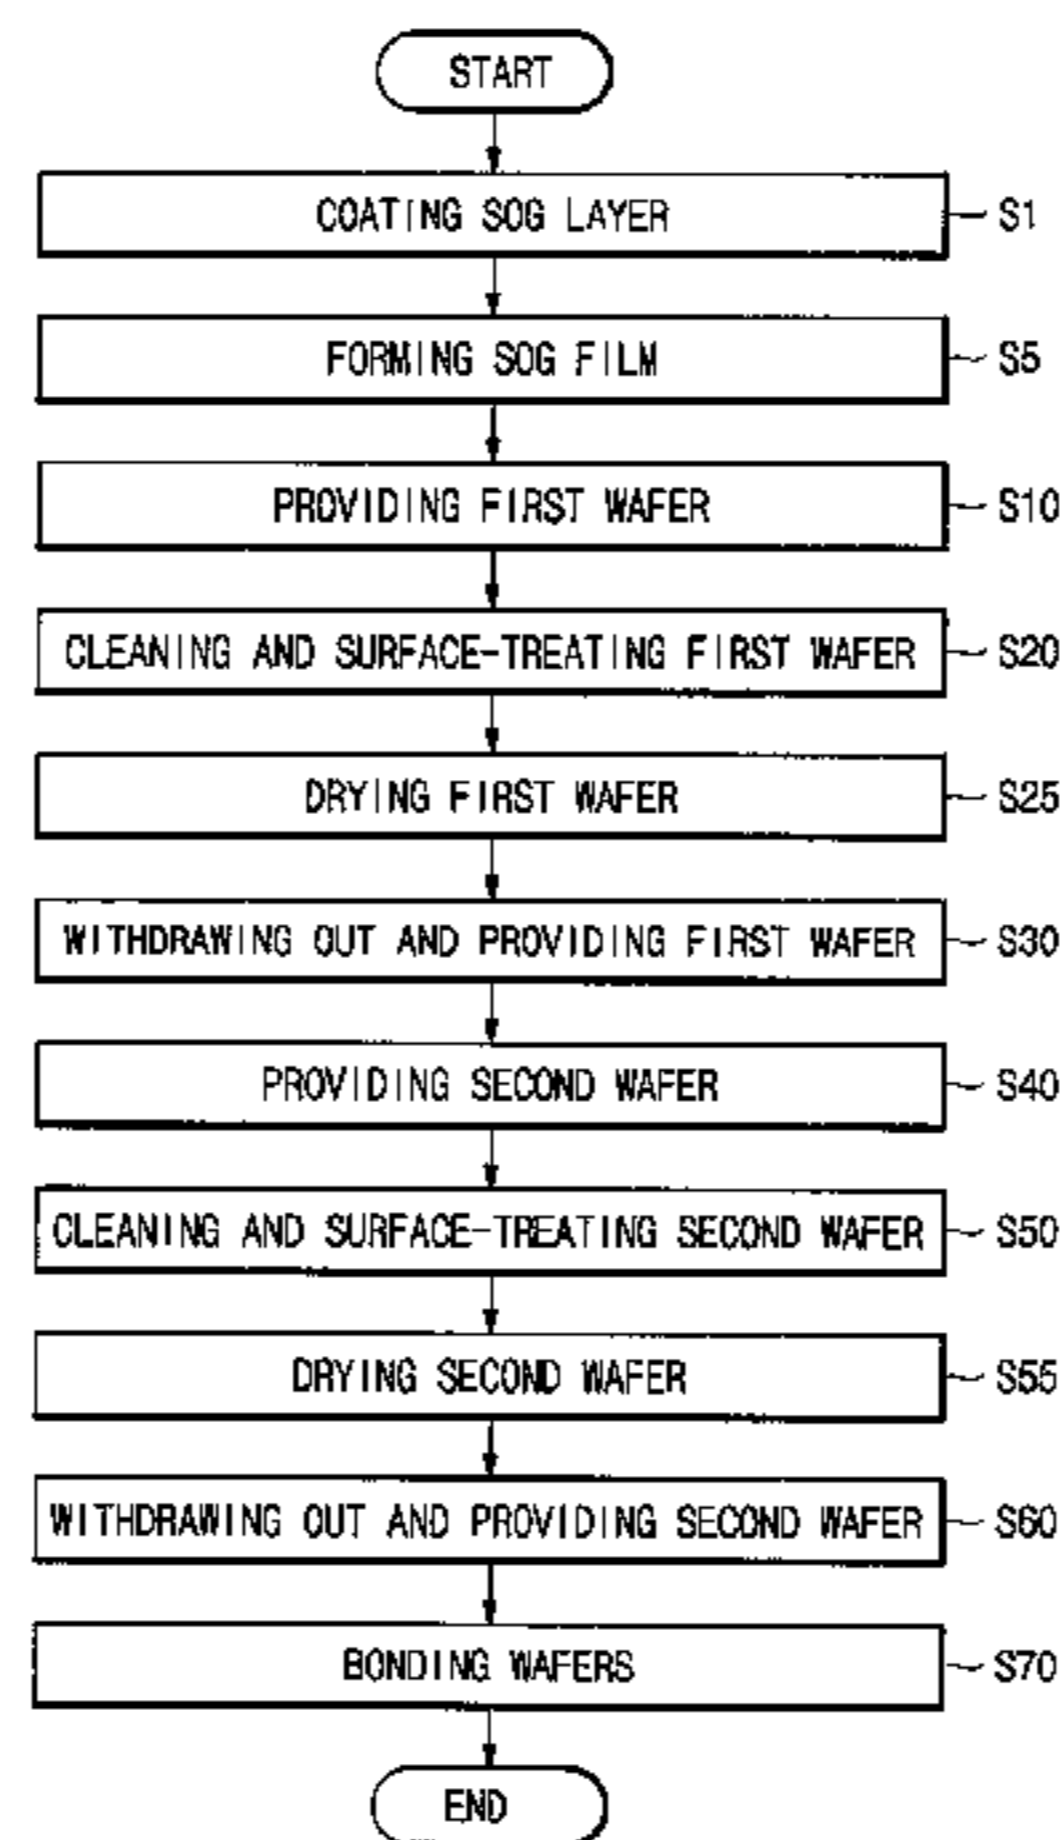 START
COATING SOG LAYER S1
FORMING SOG FILM S5
PROVIDING FIRST WAFER S10
CLEANING AND SURFACE-TREATING FIRST WAFER S20
DRYING FIRST WAFER S25
WITHDRAWING OUT AND PROVIDING FIRST WAFER S30
PROVIDING SECOND WAFER S40
CLEANING AND SURFACE-TREATING SECOND WAFER S50
DRYING SECOND WAFER S55
WITHDRAWING OUT AND PROVIDING SECOND WAFER S60
BONDING WAFERS S70
END